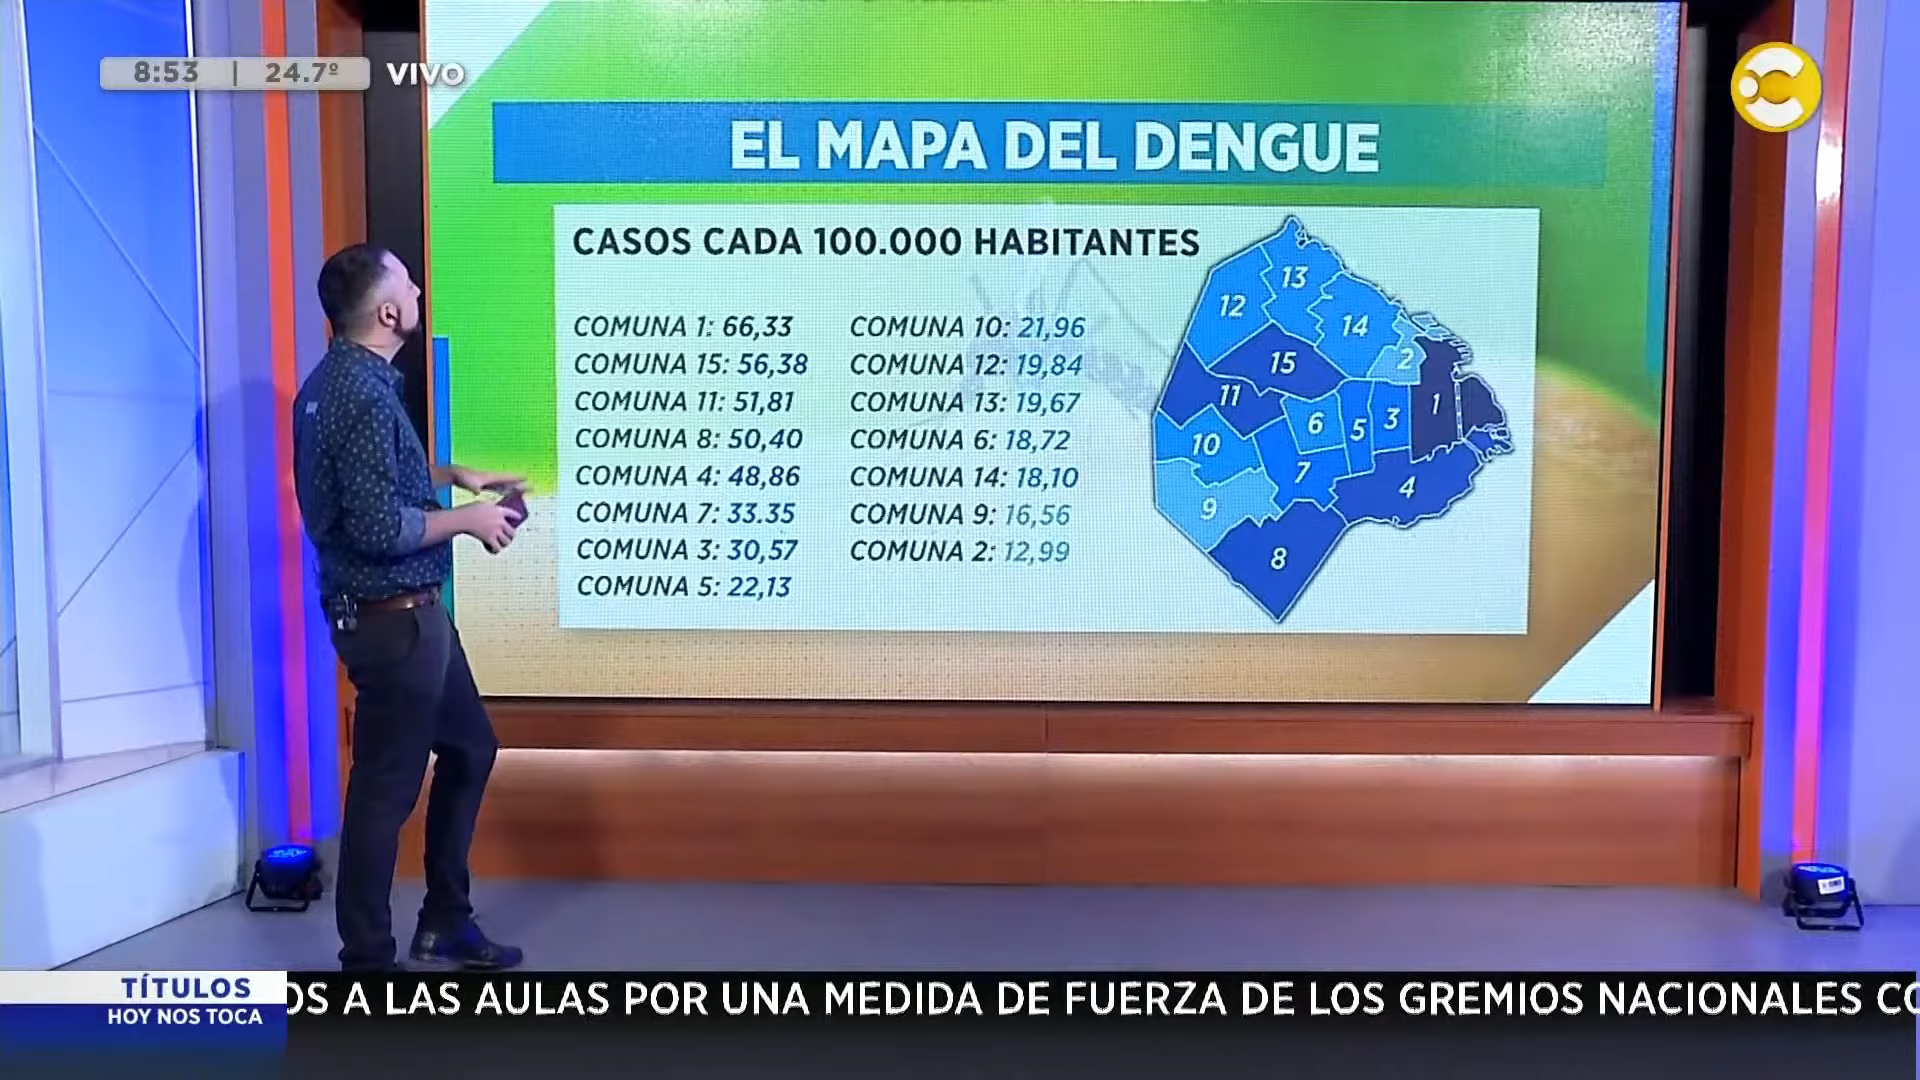 8:53 | 24.7º VIVO
EL MAPA DEL DENGUE
CASOS CADA 100.000 HABITANTES
COMUNA 1: 66,33
COMUNA 15: 56,38
COMUNA 11: 51,81
COMUNA 8: 50,40
COMUNA 4: 48,86
COMUNA 7: 33.35
COMUNA 3: 30,57
COMUNA 5: 22,13
COMUNA 10: 21,96
COMUNA 12: 19,84
COMUNA 13: 19,67
COMUNA 6: 18,72
COMUNA 14: 18,10
COMUNA 9: 16,56
COMUNA 2: 12,99
13
12
14
2
15
11
1
6
5
3
10
7
4
9
8
TÍTULOS
HOY NOS TOCA
OS A LAS AULAS POR UNA MEDIDA DE FUERZA DE LOS GREMIOS NACIONALES CO